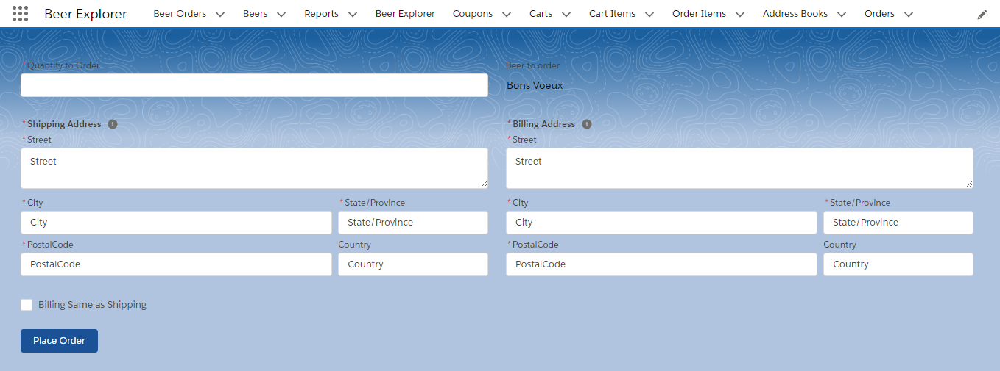 Beer Explorer Beer Orders Beers Reports Beer Explorer Coupons Carts Cart Items Order Items Address Books Orders
* Quantity to Order Beer to order
Bons Voeux
* Shipping Address i * Billing Address i
* Street * Street
Street Street
* City * State/Province * City * State/Province
City State/Province City State/Province
* PostalCode Country * PostalCode Country
PostalCode Country PostalCode Country
Billing Same as Shipping
Place Order